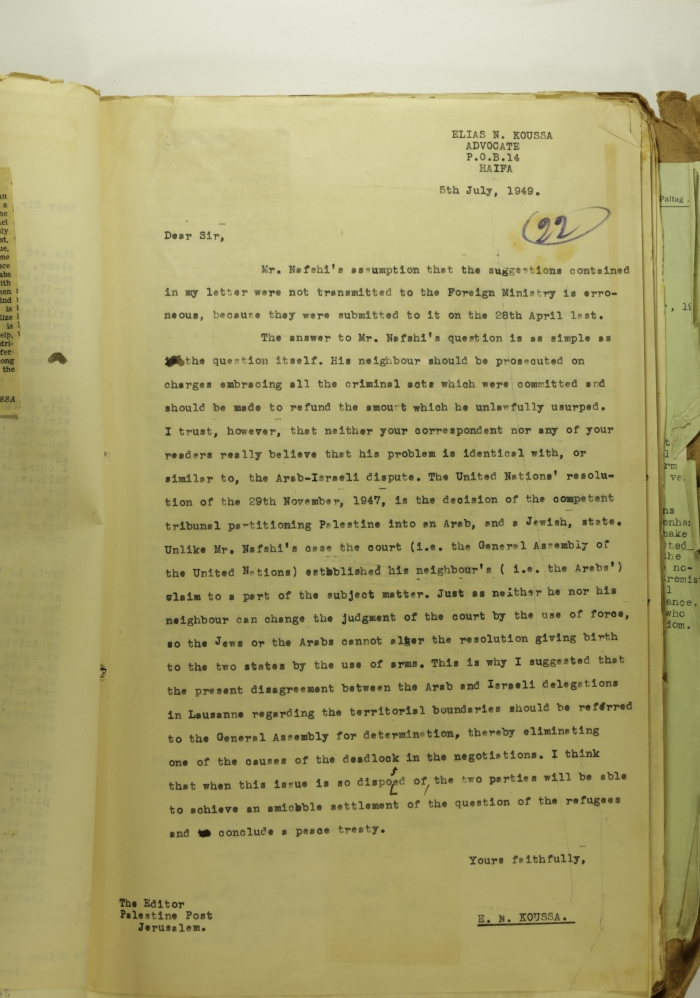 ELIAS N. KOUSSA
ADVOCATE
P.O.B.14
HAIFA
5th July, 1949.
22
Dear Sir,
Mr. Nafshi's assumption that the suggestions contained
in my letter were not transmitted to the Foreign Ministry is erro-
neous, because they were submitted to it on the 28th April last.
The answer to Mr. Nafshi's question is as simple as
the question itself. His neighbour should be prosecuted on
charges embracing all the criminal acts which were committed and
should be made to refund the amount which he unlawfully usurped.
I trust, however, that neither your correspondent nor any of your
readers really believe that his problem is identical with, or
similar to, the Arab-Israeli dispute. The United Nations' resolu-
tion of the 29th November, 1947, is the decision of the competent
tribunal partitioning Palestine into an Arab, and a Jewish, state.
Unlike Mr. Nafshi's case the court (i.e. the General Assembly of
the United Nations) established his neighbour's ( i.e. the Arabs')
claim to a part of the subject matter. Just as neither he nor his
neighbour can change the judgment of the court by the use of force,
so the Jews or the Arabs cannot alter the resolution giving birth
to the two states by the use of arms. This is why I suggested that
the present disagreement between the Arab and Israeli delegations
in Lausanne regarding the territorial boundaries should be referred
to the General Assembly for determination, thereby eliminating
one of the causes of the deadlock in the negotiations. I think
that when this issue is so disposed of, the two parties will be able
to achieve an amicable settlement of the question of the refugees
and to conclude a peace treaty.
Yours faithfully,
The Editor
Palestine Post
Jerusalem.
E. N. KOUSSA.
Paltag